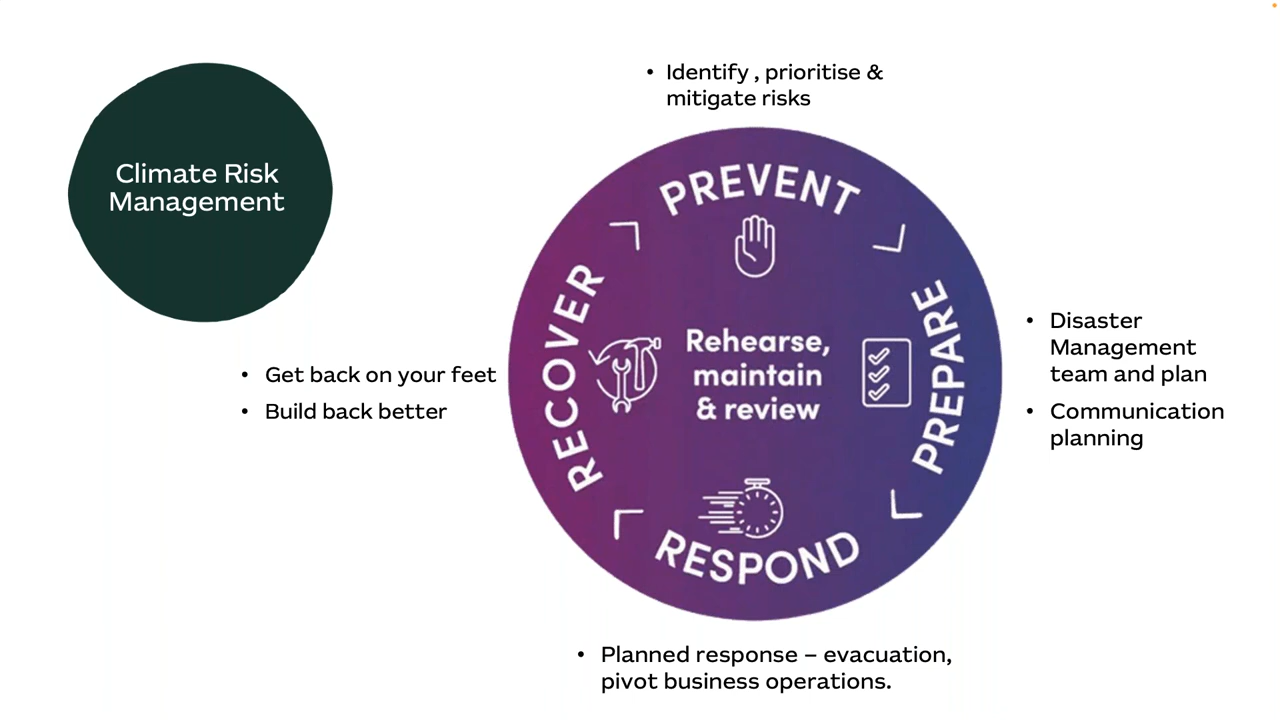 Climate Risk
Management
• Identify , prioritise &
mitigate risks
PREVENT
PREPARE
• Disaster
Management
team and plan
• Communication
planning
RESPOND
• Planned response – evacuation,
pivot business operations.
RECOVER
• Get back on your feet
• Build back better
Rehearse,
maintain
& review